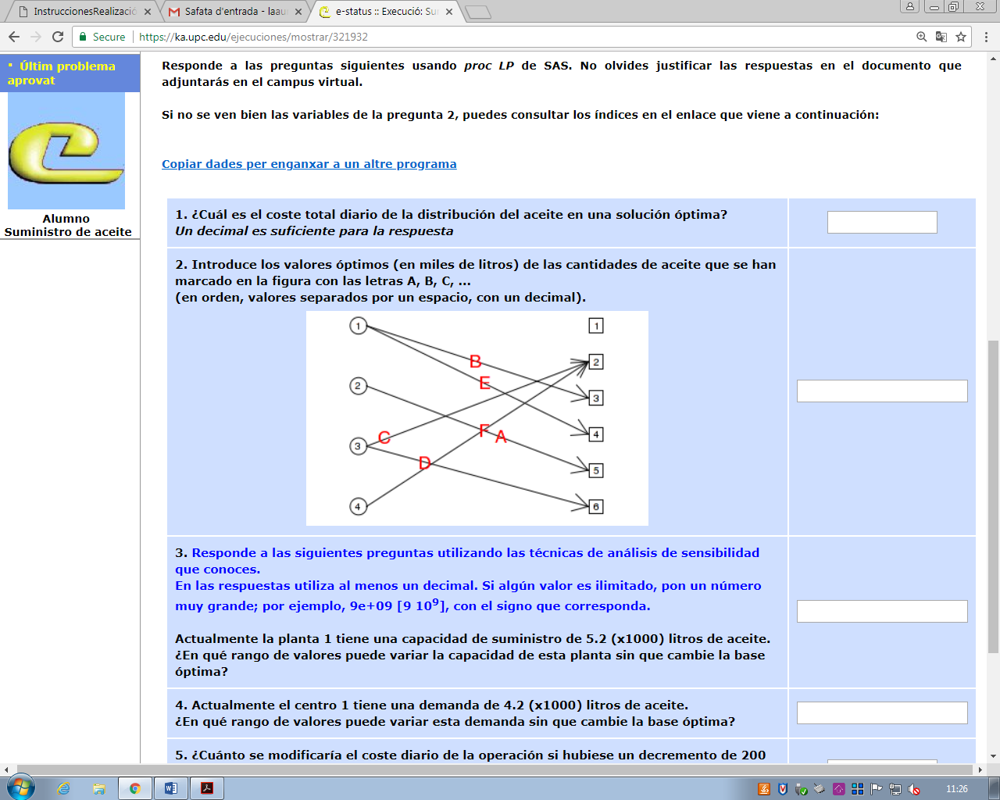 InstruccionesRealizació
Safata d'entrada - laau
e-status :: Execució: Su
Secure
https://ka.upc.edu/ejecuciones/mostrar/321932
Últim problema
aprovat
Alumno
Suministro de aceite
Responde a las preguntas siguientes usando proc LP de SAS. No olvides justificar las respuestas en el documento que
adjuntarás en el campus virtual.
Si no se ven bien las variables de la pregunta 2, puedes consultar los índices en el enlace que viene a continuación:
Copiar dades per enganxar a un altre programa
1. ¿Cuál es el coste total diario de la distribución del aceite en una solución óptima?
Un decimal es suficiente para la respuesta
2. Introduce los valores óptimos (en miles de litros) de las cantidades de aceite que se han
marcado en la figura con las letras A, B, C, ...
(en orden, valores separados por un espacio, con un decimal).
1
1
B
2
E
2
3
F
4
C
A
3
5
D
4
6
3. Responde a las siguientes preguntas utilizando las técnicas de análisis de sensibilidad
que conoces.
En las respuestas utiliza al menos un decimal. Si algún valor es ilimitado, pon un número
muy grande; por ejemplo, 9e+09 [9 10⁹], con el signo que corresponda.
Actualmente la planta 1 tiene una capacidad de suministro de 5.2 (x1000) litros de aceite.
¿En qué rango de valores puede variar la capacidad de esta planta sin que cambie la base
óptima?
4. Actualmente el centro 1 tiene una demanda de 4.2 (x1000) litros de aceite.
¿En qué rango de valores puede variar esta demanda sin que cambie la base óptima?
5. ¿Cuánto se modificaría el coste diario de la operación si hubiese un decremento de 200
11:26